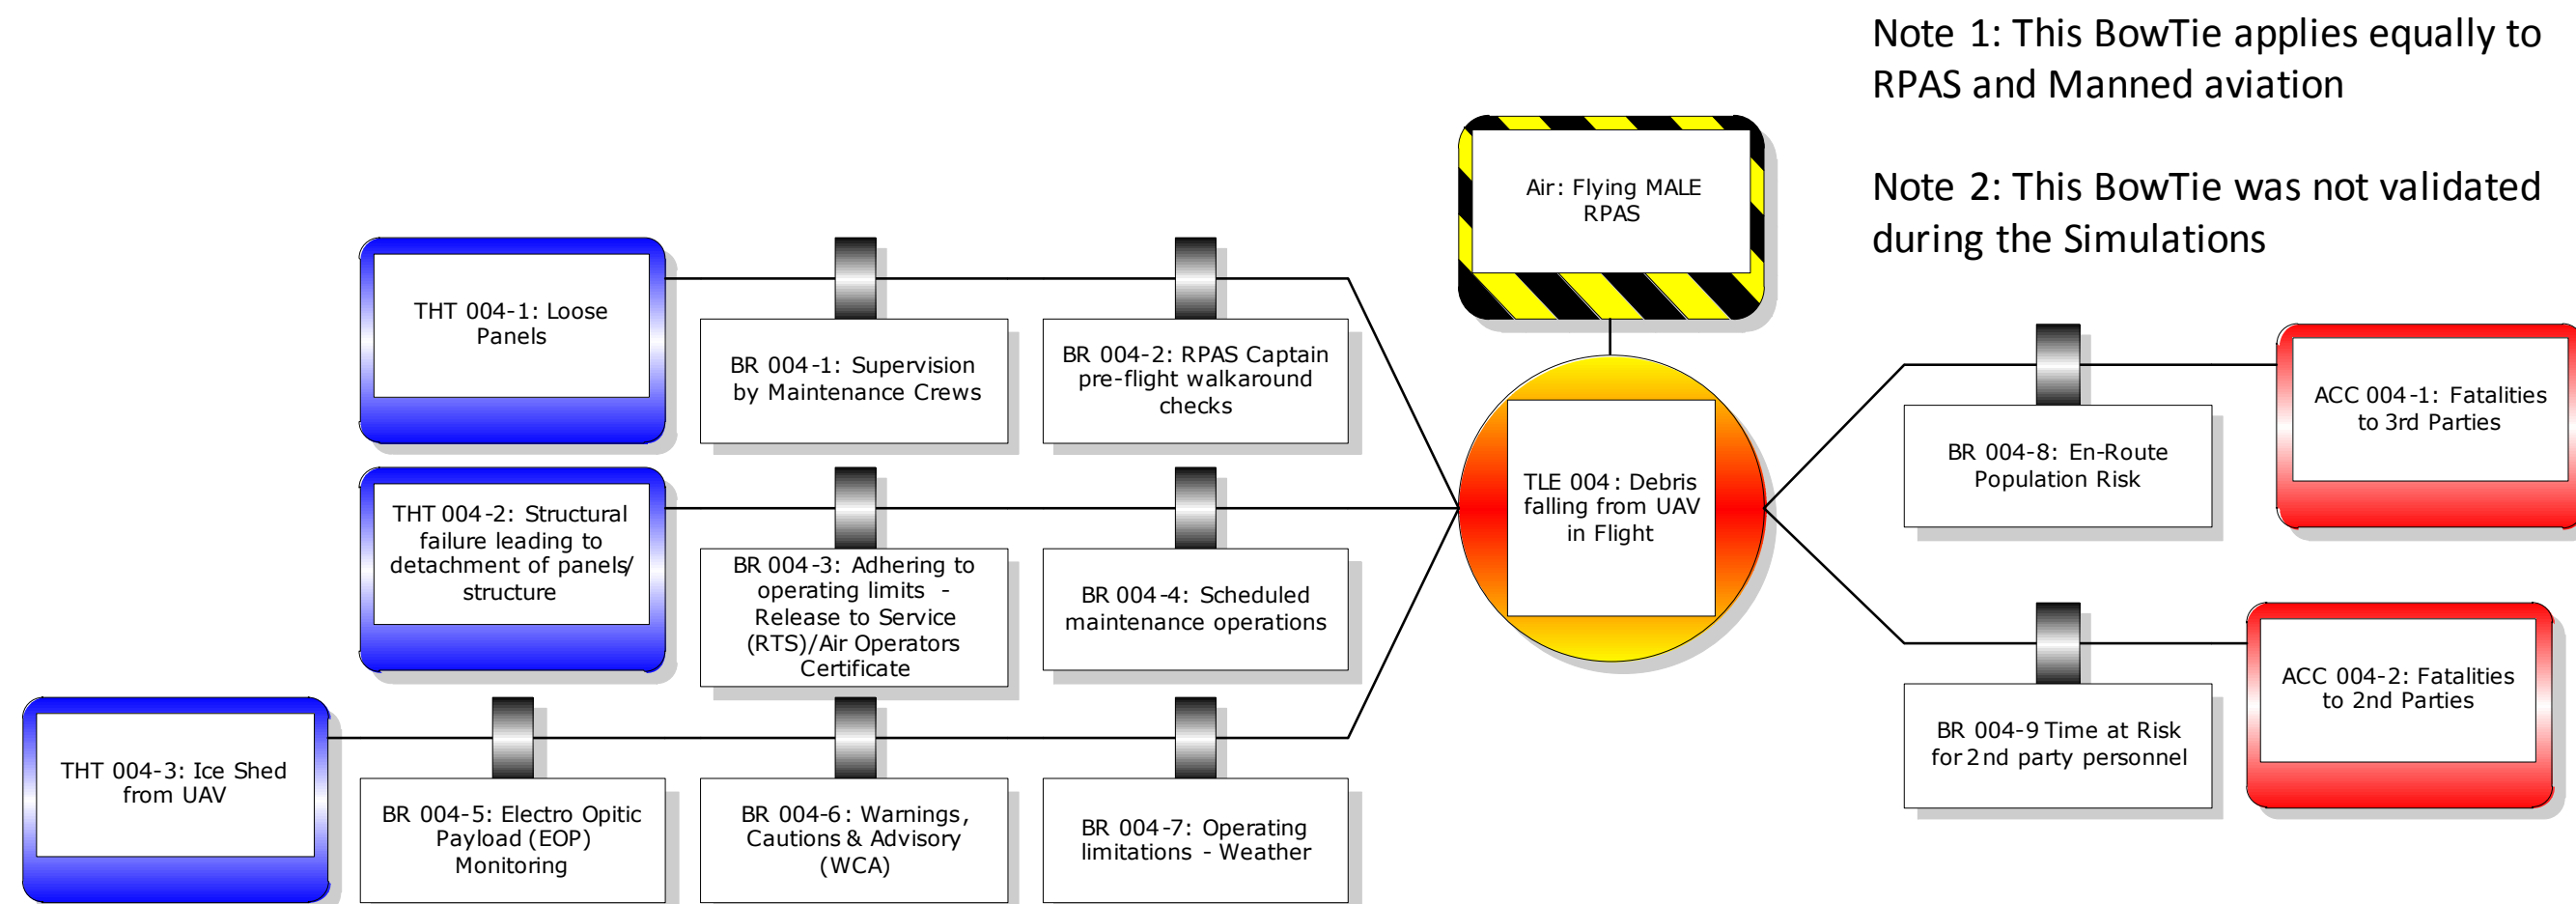 Note 1: This BowTie applies equally to
RPAS and Manned aviation
Note 2: This BowTie was not validated
during the Simulations
Air: Flying MALE
RPAS
THT 004-1: Loose
Panels
BR 004-1: Supervision
by Maintenance Crews
BR 004-2: RPAS Captain
pre-flight walkaround
checks
THT 004-2: Structural
failure leading to
detachment of panels/
structure
BR 004-3: Adhering to
operating limits -
Release to Service
(RTS)/Air Operators
Certificate
BR 004-4: Scheduled
maintenance operations
THT 004-3: Ice Shed
from UAV
BR 004-5: Electro Opitic
Payload (EOP)
Monitoring
BR 004-6: Warnings,
Cautions & Advisory
(WCA)
BR 004-7: Operating
limitations - Weather
TLE 004: Debris
falling from UAV
in Flight
BR 004-8: En-Route
Population Risk
ACC 004-1: Fatalities
to 3rd Parties
BR 004-9 Time at Risk
for 2nd party personnel
ACC 004-2: Fatalities
to 2nd Parties